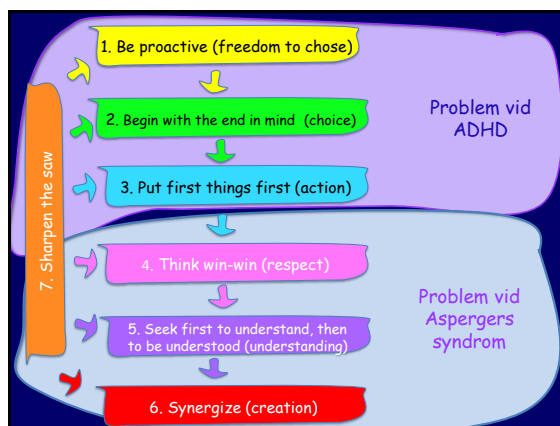 1. Be proactive (freedom to chose)
2. Begin with the end in mind (choice)
3. Put first things first (action)
4. Think win-win (respect)
5. Seek first to understand, then
to be understood (understanding)
6. Synergize (creation)
7. Sharpen the saw
Problem vid
ADHD
Problem vid
Aspergers
syndrom